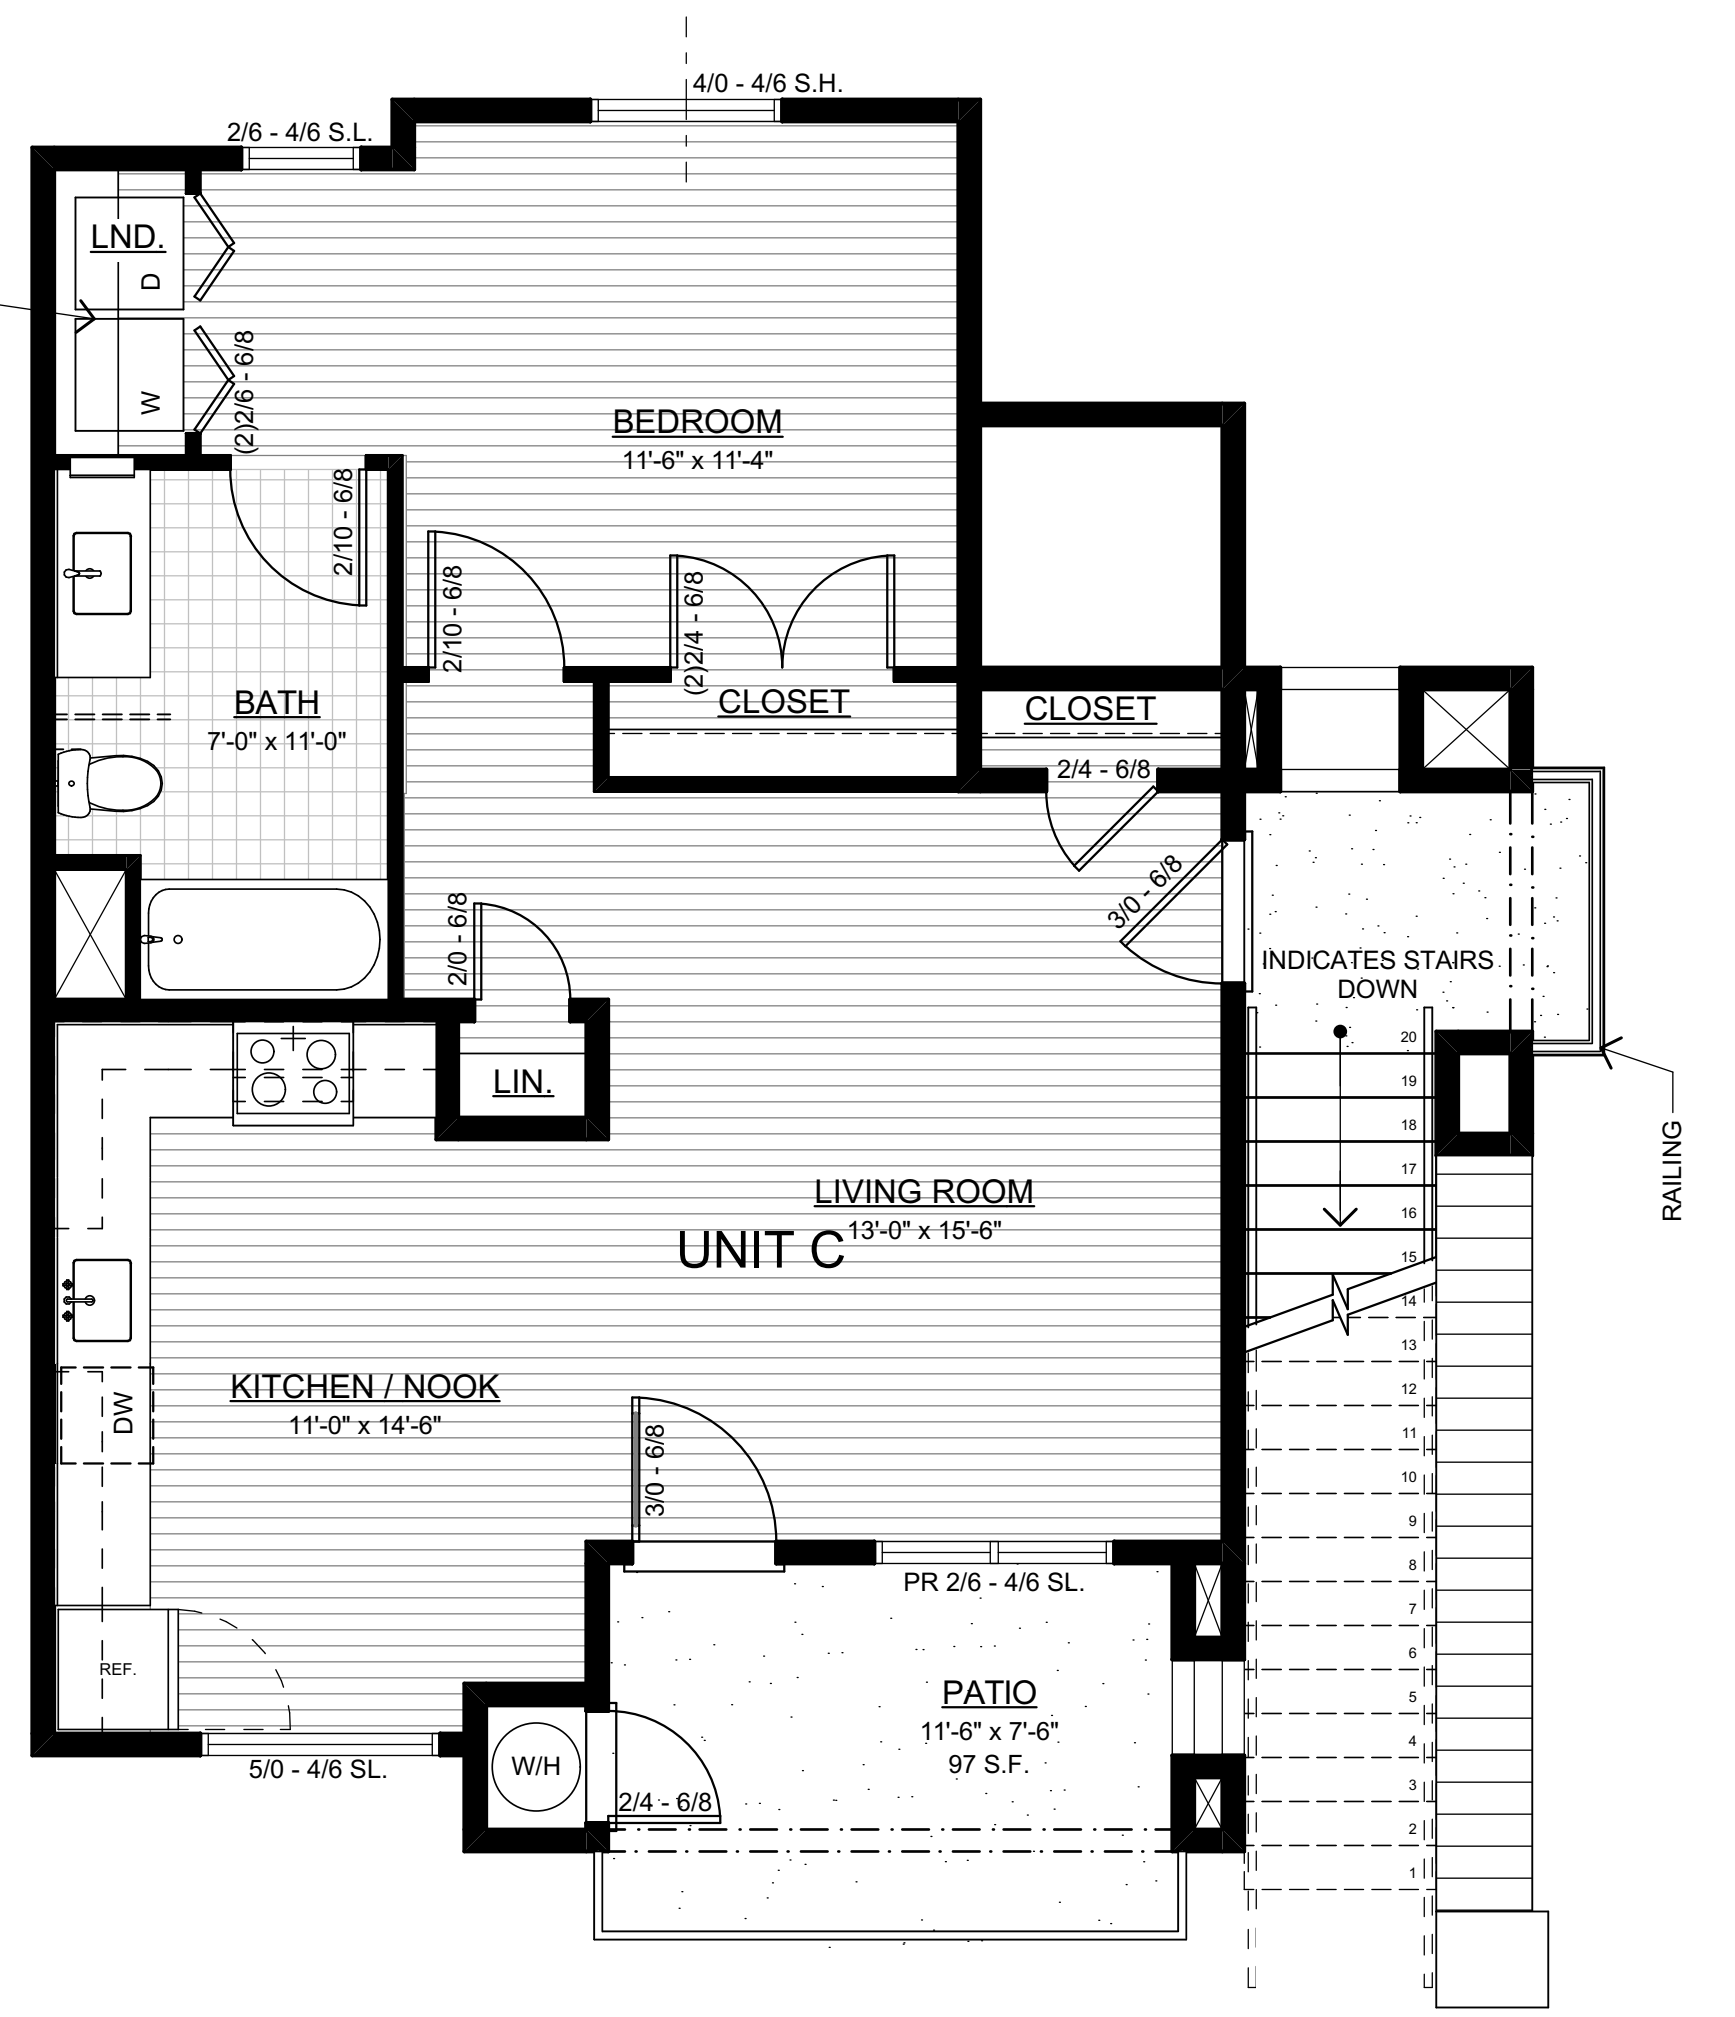 4/0 - 4/6 S.H.
2/6 - 4/6 S.L.
LND.
D
W
(2)2/6 - 6/8
BEDROOM
11'-6" x 11'-4"
2/10 - 6/8
2/10 - 6/8
(2)2/4 - 6/8
BATH
7'-0" x 11'-0"
CLOSET
CLOSET
2/4 - 6/8
3/0 - 6/8
2/0 - 6/8
INDICATES STAIRS
DOWN
20
19
18
17
16
15
14
13
12
11
10
9
8
7
6
5
4
3
2
1
RAILING
LIN.
LIVING ROOM
13'-0" x 15'-6"
UNIT C
KITCHEN / NOOK
11'-0" x 14'-6"
DW
3/0 - 6/8
PR 2/6 - 4/6 SL.
REF.
PATIO
11'-6" x 7'-6"
97 S.F.
W/H
2/4 - 6/8
5/0 - 4/6 SL.